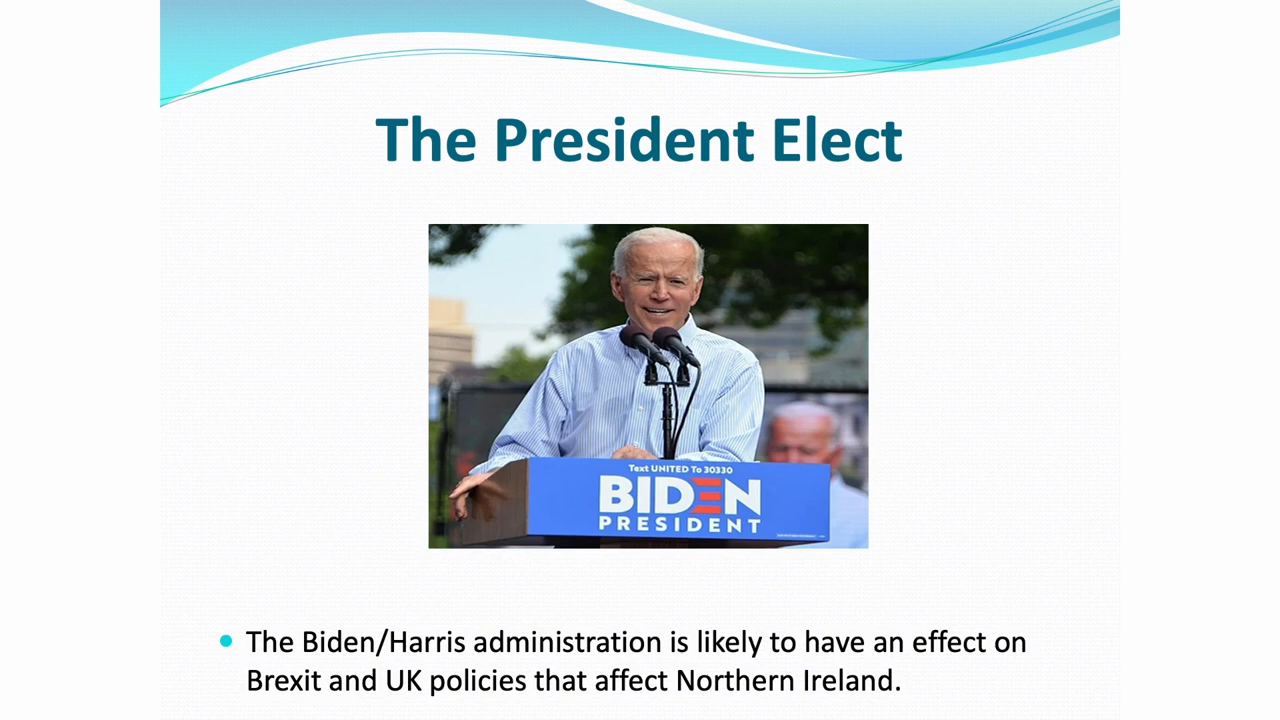 The President Elect
Text UNITED To 30330
BIDEN
PRESIDENT
The Biden/Harris administration is likely to have an effect on
Brexit and UK policies that affect Northern Ireland.